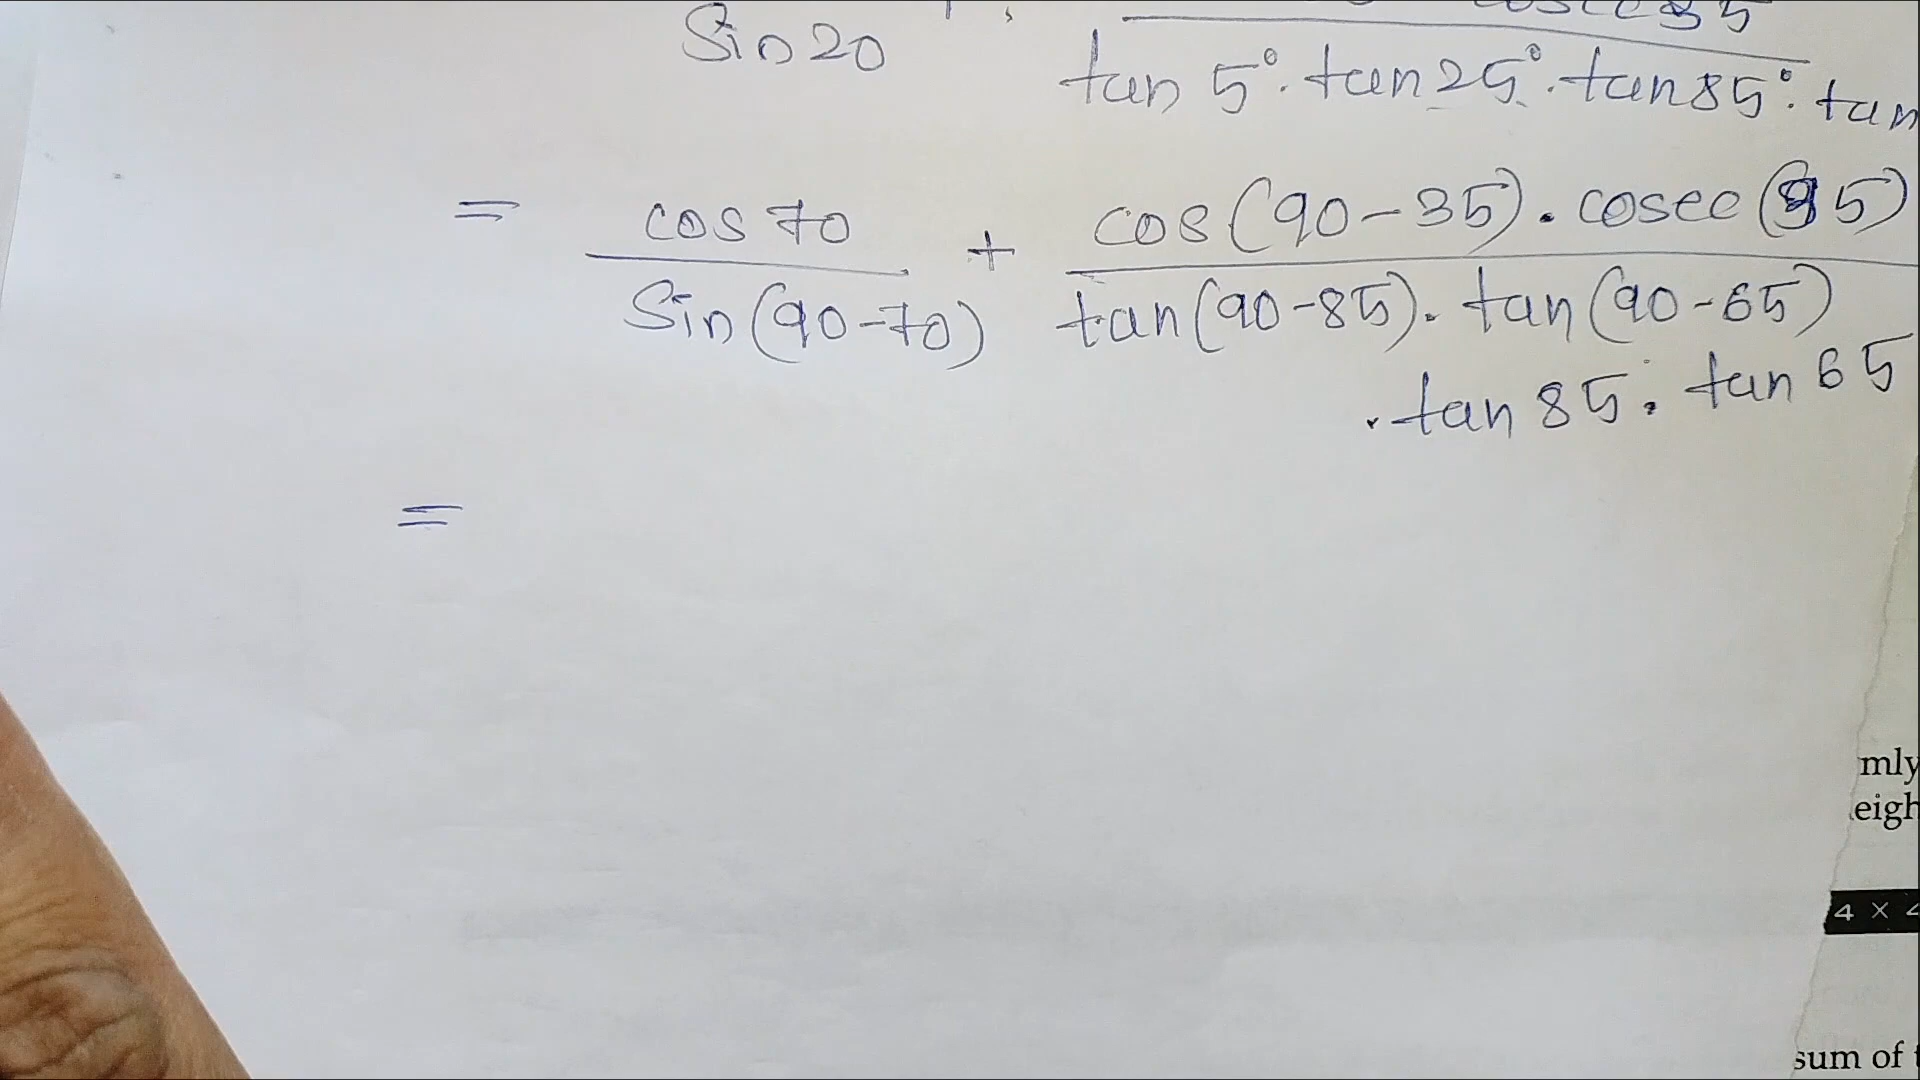 Sin 20
tan 5°. tan 25°. tan 85°. tan
= cos 70 + cos (90-35). cosec (35)
Sin (90-70) tan (90-85). tan (90-65)
. tan 85. tan 65
=
mly
eigh
4 ×
sum of